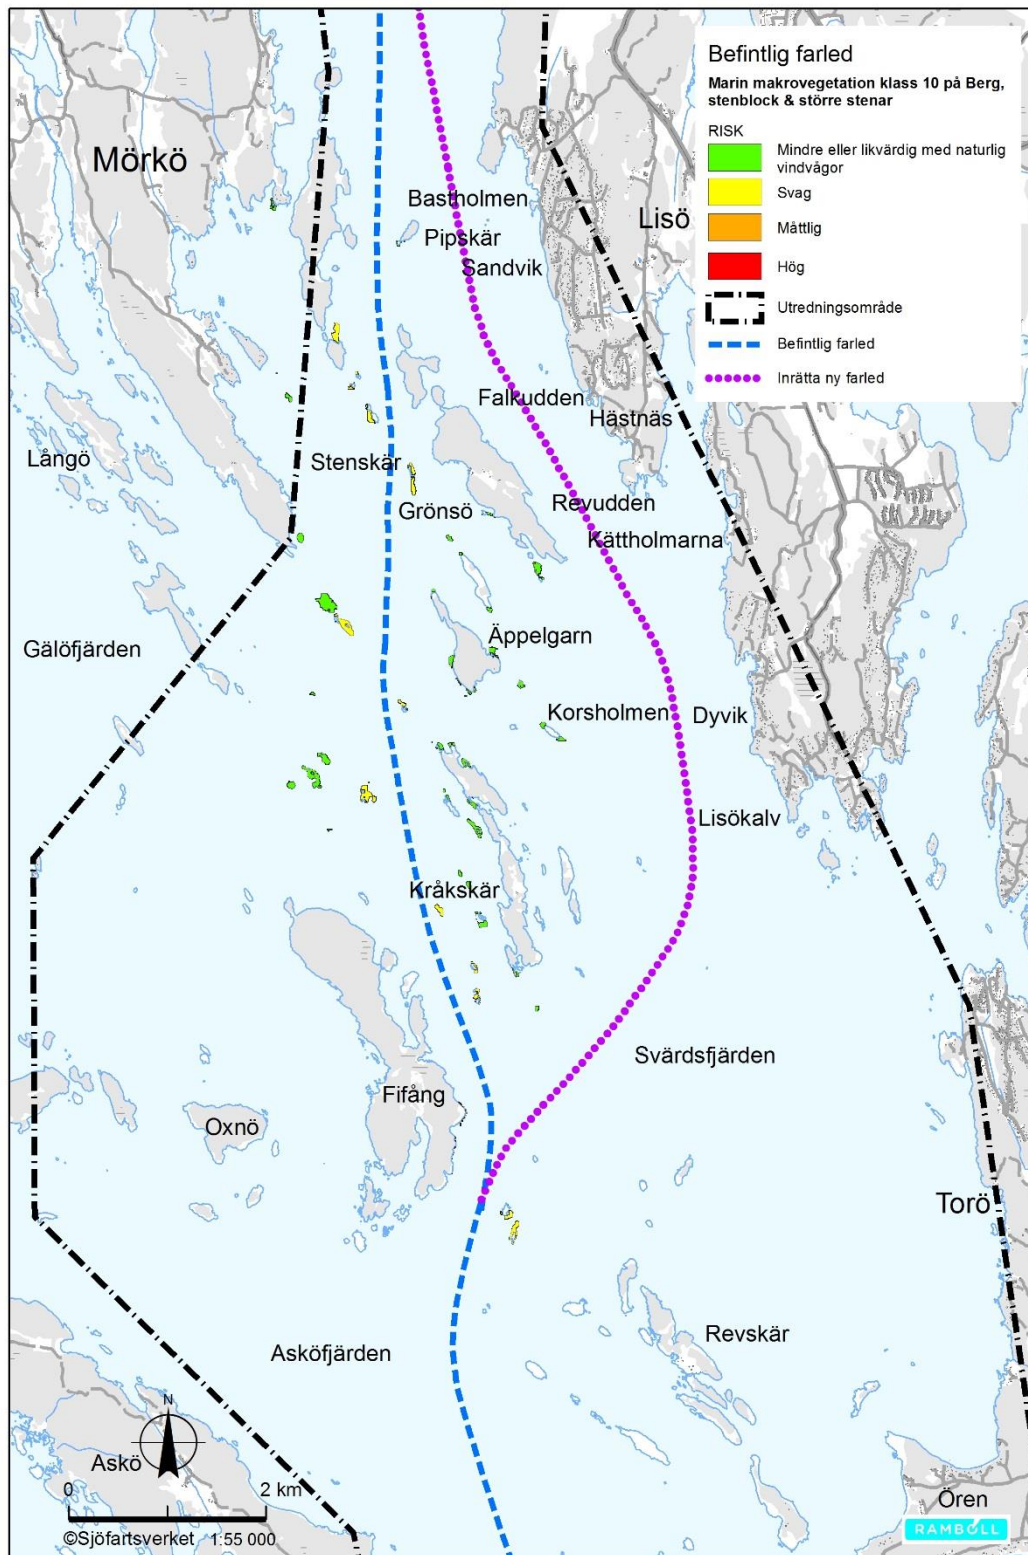 Befintlig farled
Marin makrovegetation klass 10 på Berg,
stenblock & större stenar
RISK
Mindre eller likvärdig med naturlig
vindvågor
Svag
Måttlig
Hög
Utredningsområde
Befintlig farled
Inrätta ny farled
Mörkö
Lisö
Bastholmen
Pipskär
Sandvik
Falkudden
Hästnäs
Långö
Stenskär
Grönsö
Revudden
Kättholmarna
Gälöfjärden
Äppelgarn
Korsholmen
Dyvik
Lisökalv
Kråkskär
Svärdsfjärden
Fifång
Oxnö
Torö
Revskär
Asköfjärden
N
Askö
0 2 km
©Sjöfartsverket 1:55 000
Ören
RAMBOLL